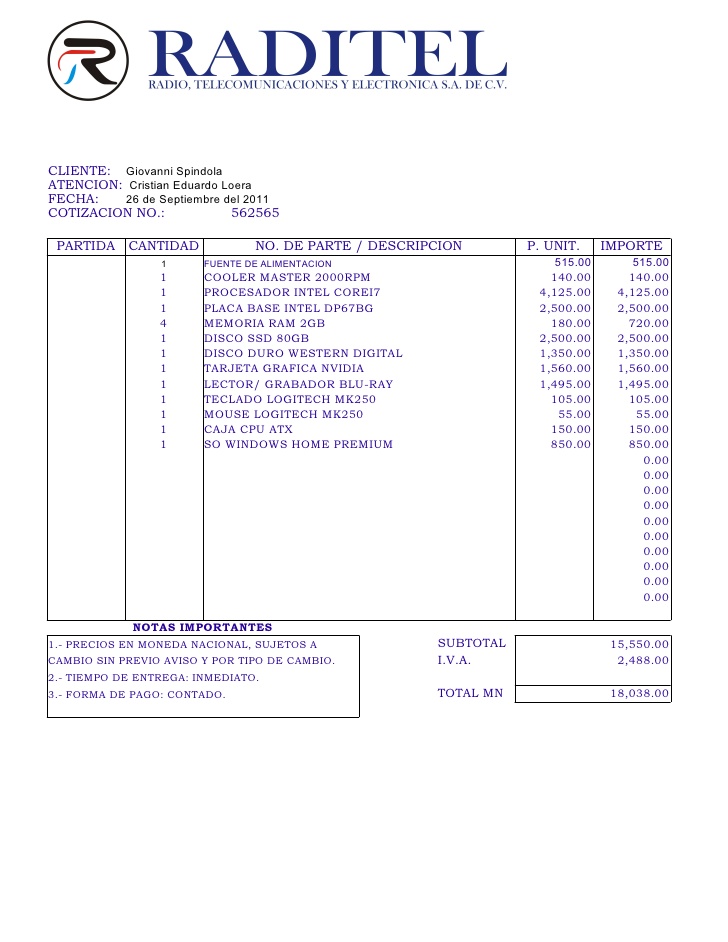 RADITEL
RADIO, TELECOMUNICACIONES Y ELECTRONICA S.A. DE C.V.
CLIENTE: Giovanni Spindola
ATENCION: Cristian Eduardo Loera
FECHA: 26 de Septiembre del 2011
COTIZACION NO.: 562565
PARTIDA CANTIDAD NO. DE PARTE / DESCRIPCION P. UNIT. IMPORTE
1 FUENTE DE ALIMENTACION 515.00 515.00
1 COOLER MASTER 2000RPM 140.00 140.00
1 PROCESADOR INTEL COREI7 4,125.00 4,125.00
1 PLACA BASE INTEL DP67BG 2,500.00 2,500.00
4 MEMORIA RAM 2GB 180.00 720.00
1 DISCO SSD 80GB 2,500.00 2,500.00
1 DISCO DURO WESTERN DIGITAL 1,350.00 1,350.00
1 TARJETA GRAFICA NVIDIA 1,560.00 1,560.00
1 LECTOR/ GRABADOR BLU-RAY 1,495.00 1,495.00
1 TECLADO LOGITECH MK250 105.00 105.00
1 MOUSE LOGITECH MK250 55.00 55.00
1 CAJA CPU ATX 150.00 150.00
1 SO WINDOWS HOME PREMIUM 850.00 850.00
0.00
0.00
0.00
0.00
0.00
0.00
0.00
0.00
0.00
0.00
NOTAS IMPORTANTES
1.- PRECIOS EN MONEDA NACIONAL, SUJETOS A
CAMBIO SIN PREVIO AVISO Y POR TIPO DE CAMBIO.
2.- TIEMPO DE ENTREGA: INMEDIATO.
3.- FORMA DE PAGO: CONTADO.
SUBTOTAL 15,550.00
I.V.A. 2,488.00
TOTAL MN 18,038.00